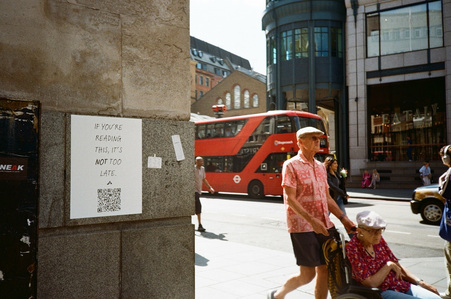 IF YOU'RE
READING
THIS, IT'S
NOT TOO
LATE.